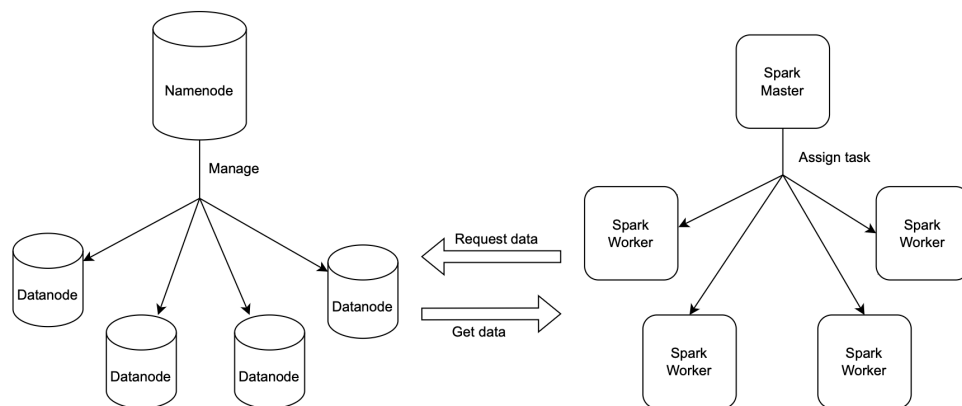 Namenode
Manage
Datanode
Datanode
Datanode
Datanode
Request data
Get data
Spark
Master
Assign task
Spark
Worker
Spark
Worker
Spark
Worker
Spark
Worker